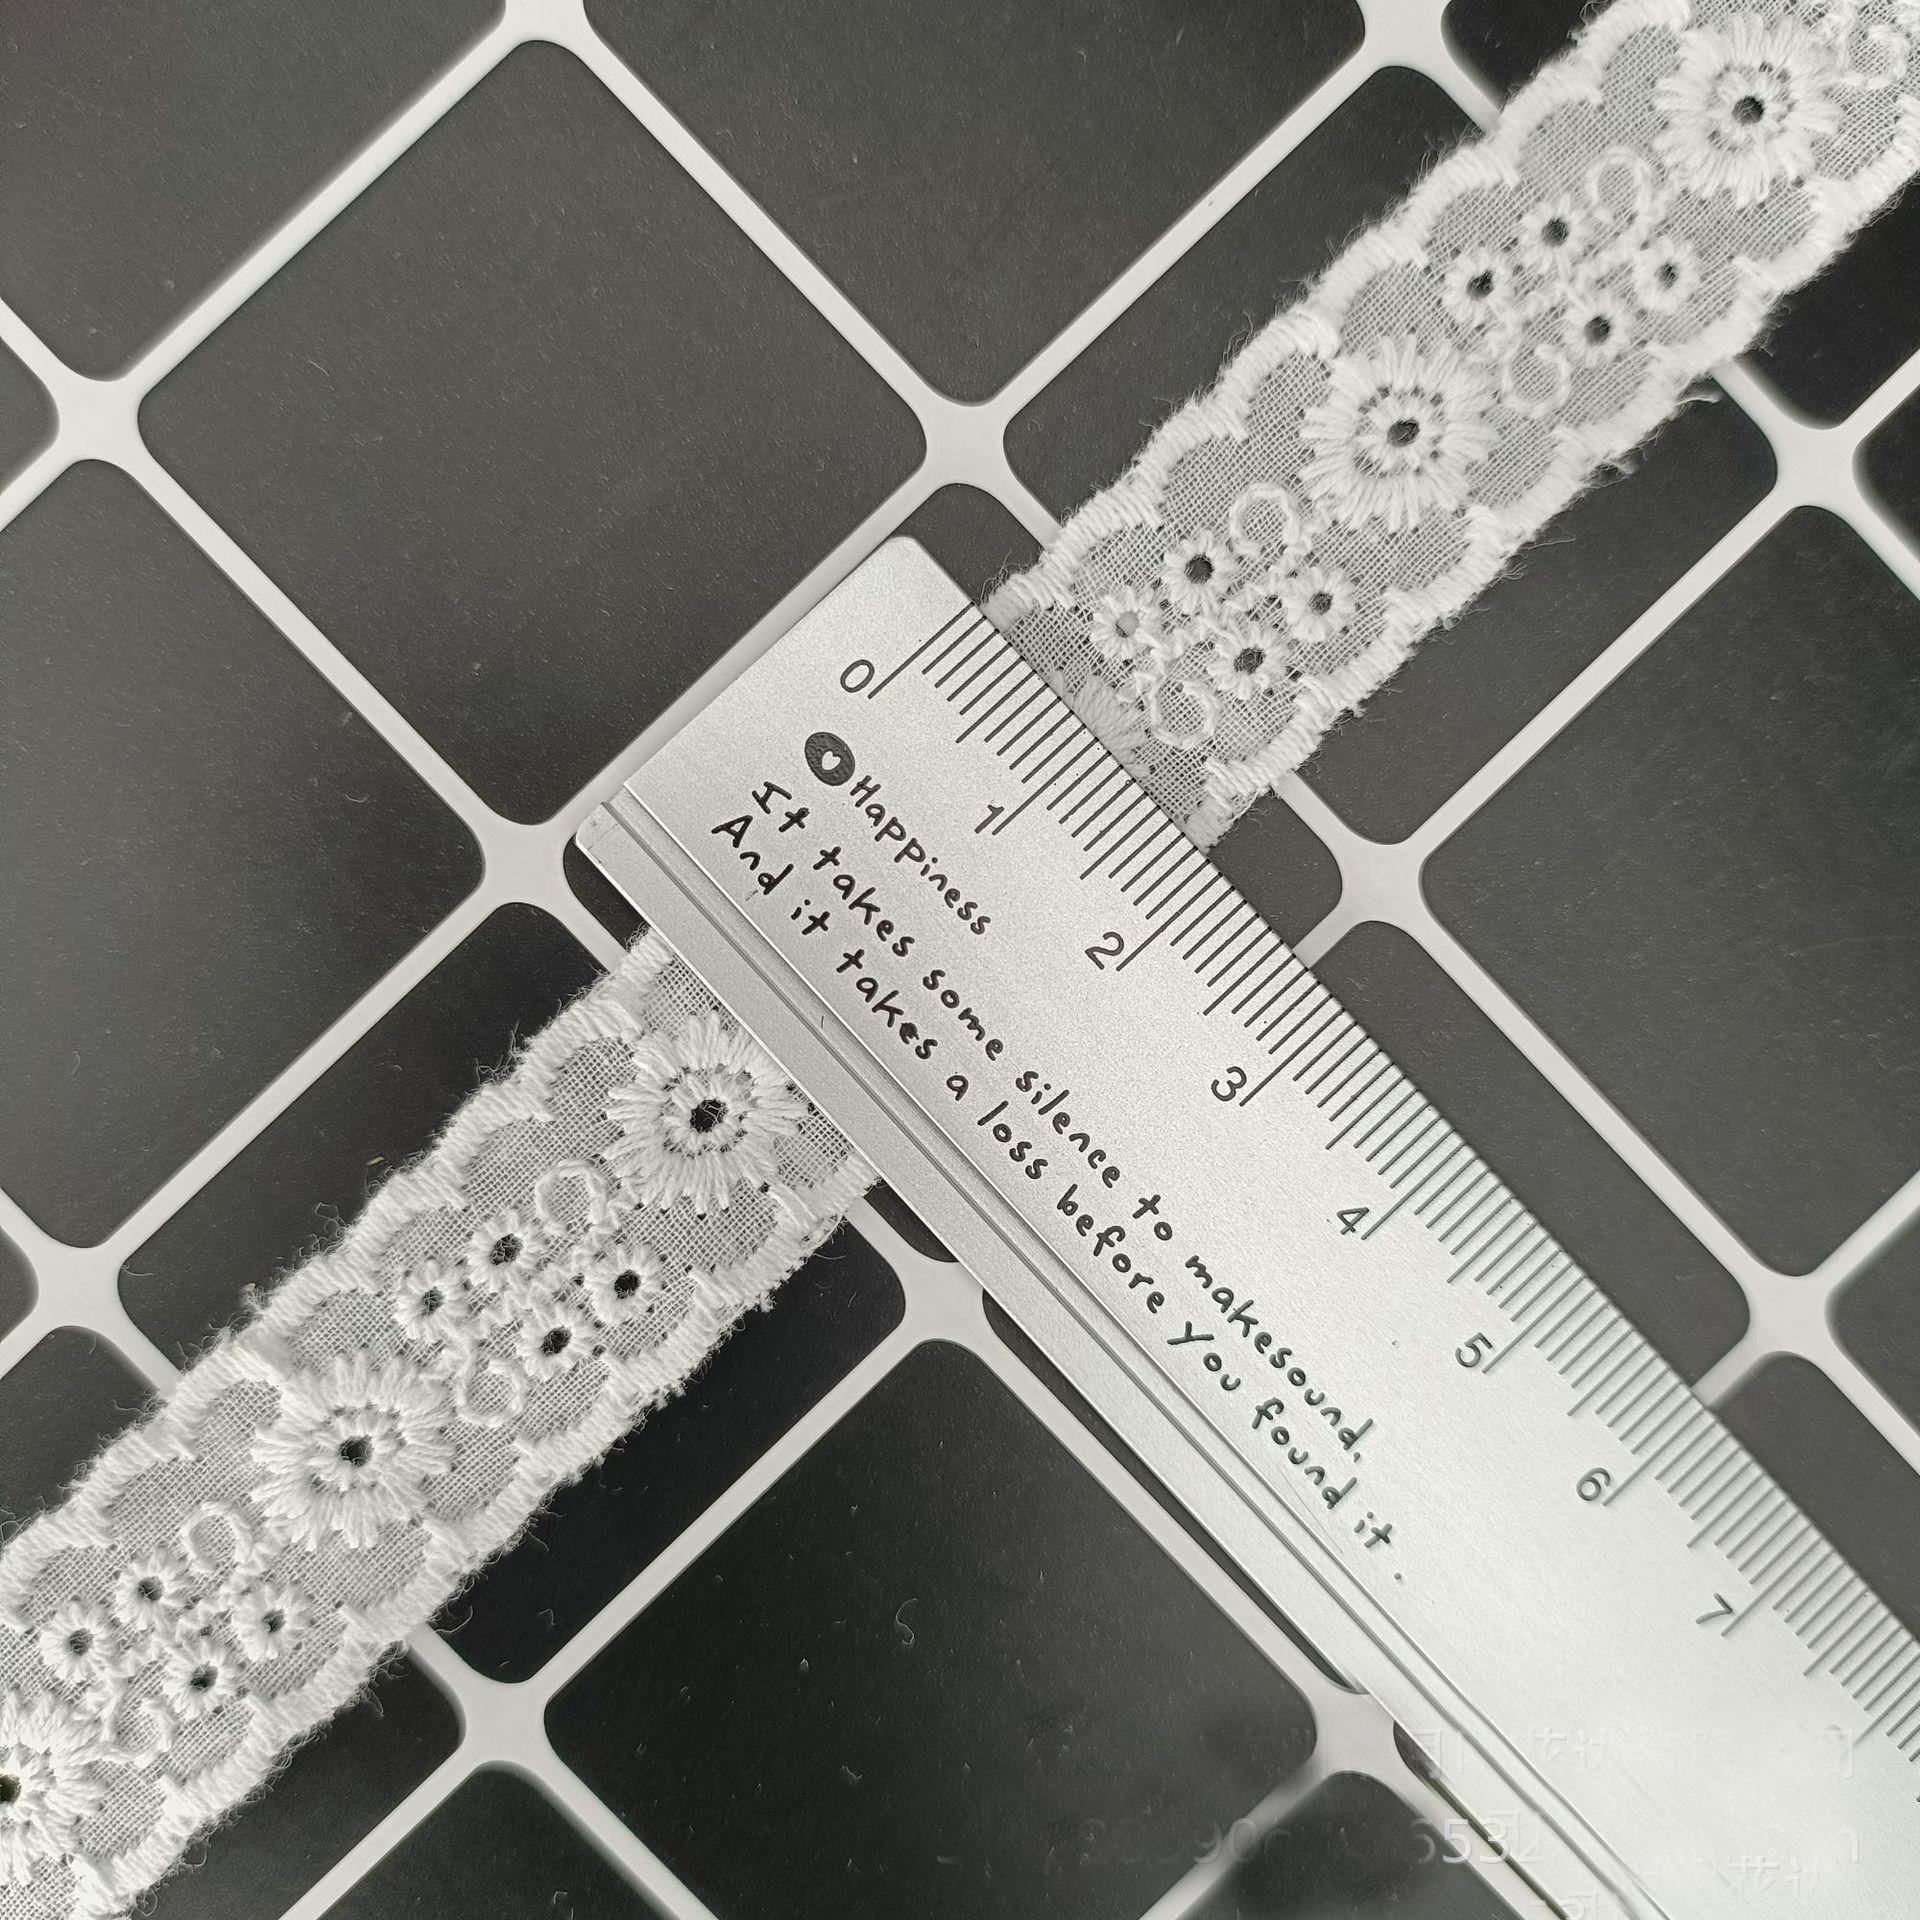 0 1 2 3 4 5 6 7
Happiness
It takes some silence to makesound.
And it takes a loss before you found it.